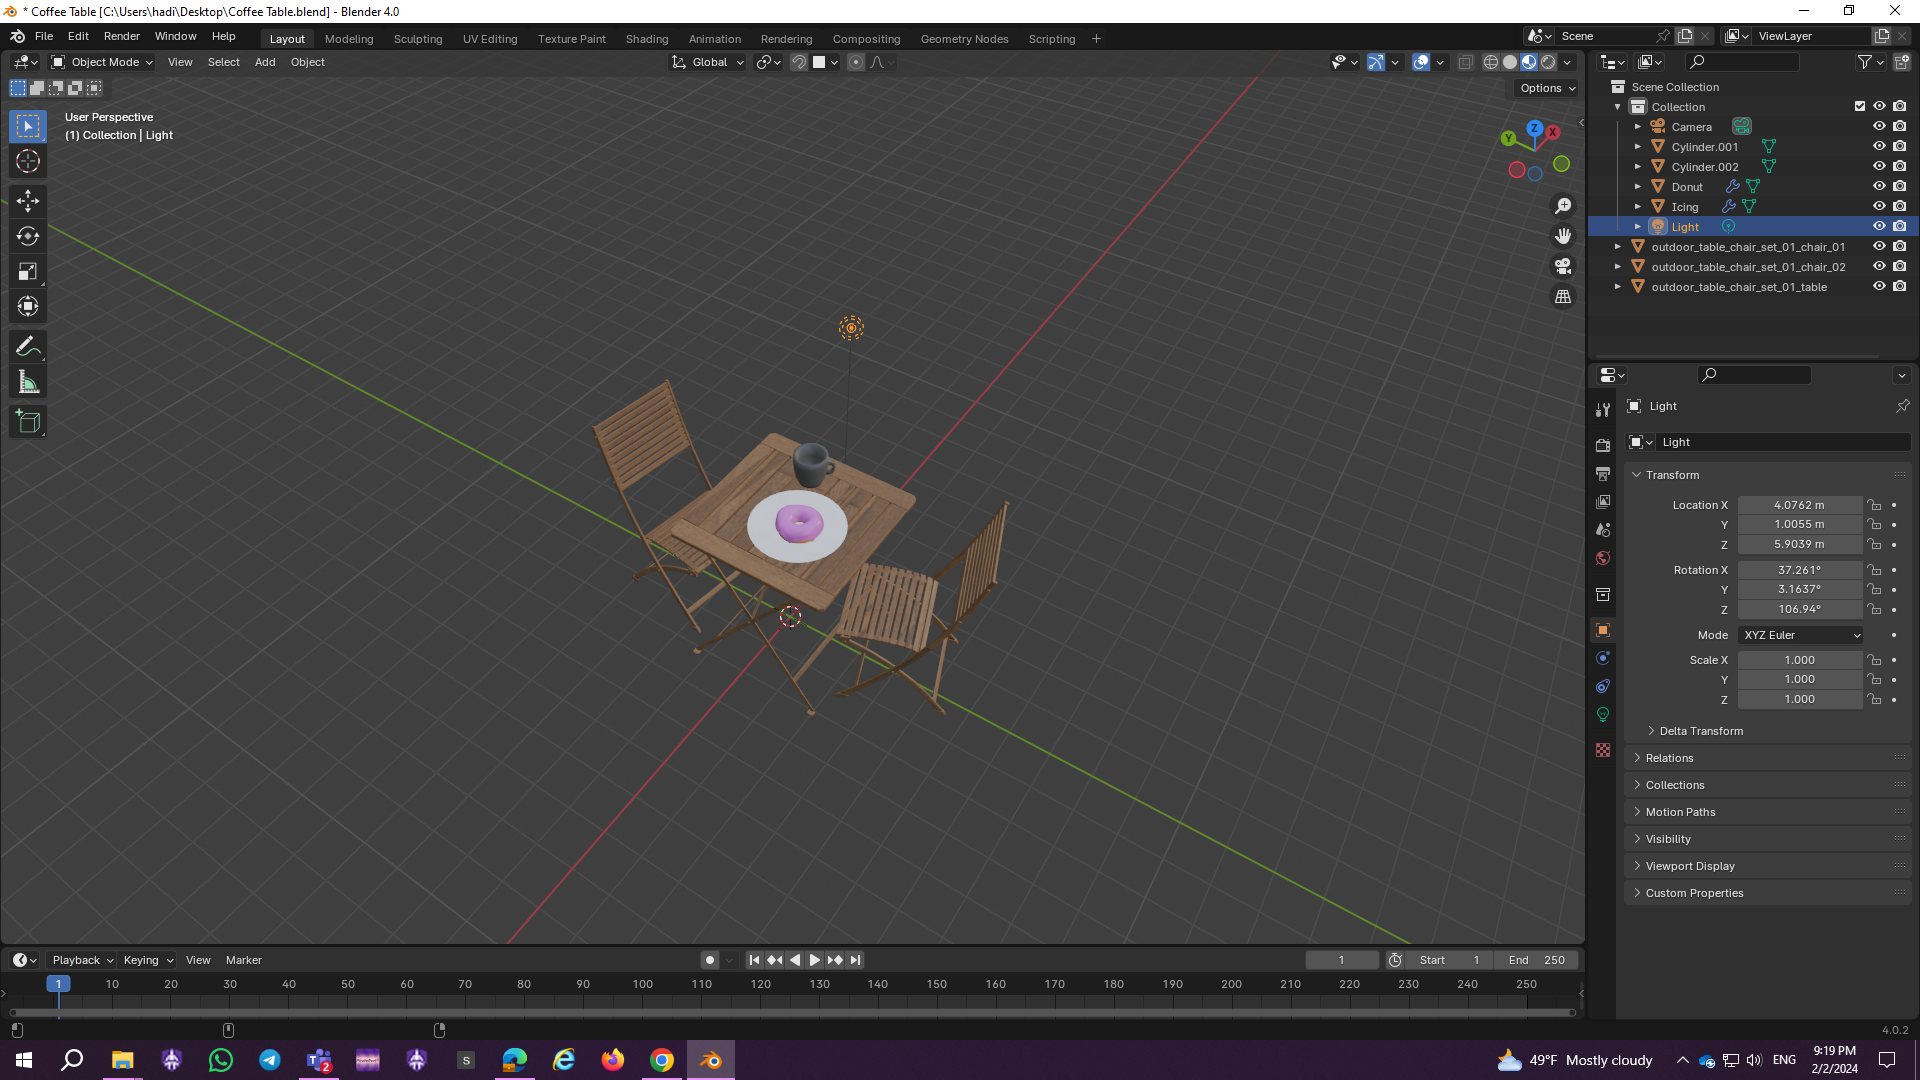 * Coffee Table [C:\Users\hadi\Desktop\Coffee Table.blend] - Blender 4.0
File Edit Render Window Help Layout Modeling Sculpting UV Editing Texture Paint Shading Animation Rendering Compositing Geometry Nodes Scripting + Scene ViewLayer
Object Mode View Select Add Object Global
Options
User Perspective
(1) Collection | Light
Z
X
Y
Scene Collection
Collection
Camera
Cylinder.001
Cylinder.002
Donut
Icing
Light
outdoor_table_chair_set_01_chair_01
outdoor_table_chair_set_01_chair_02
outdoor_table_chair_set_01_table
Light
Light
Transform
Location X 4.0762 m
Y 1.0055 m
Z 5.9039 m
Rotation X 37.261°
Y 3.1637°
Z 106.94°
Mode XYZ Euler
Scale X 1.000
Y 1.000
Z 1.000
Delta Transform
Relations
Collections
Motion Paths
Visibility
Viewport Display
Custom Properties
Playback Keying View Marker 1 Start 1 End 250
1 10 20 30 40 50 60 70 80 90 100 110 120 130 140 150 160 170 180 190 200 210 220 230 240 250
4.0.2
2
S
49°F Mostly cloudy ENG
9:19 PM
2/2/2024